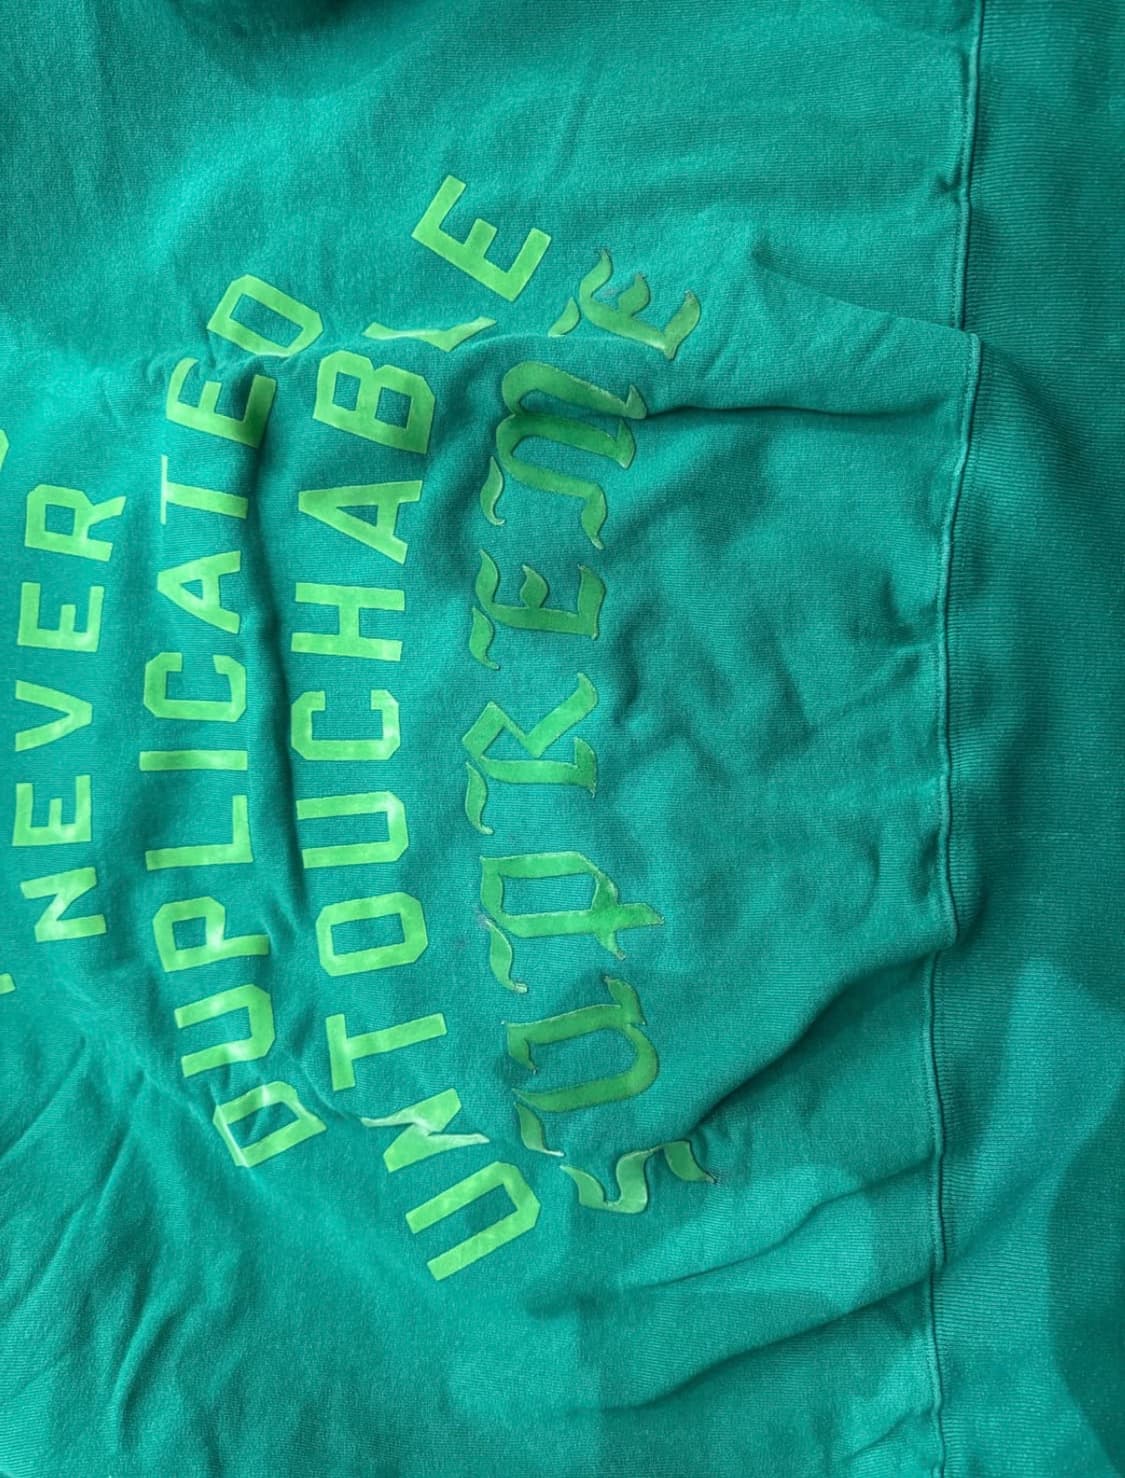 NEVER
DUPLICATED
UNTOUCHABLE
SUPREME